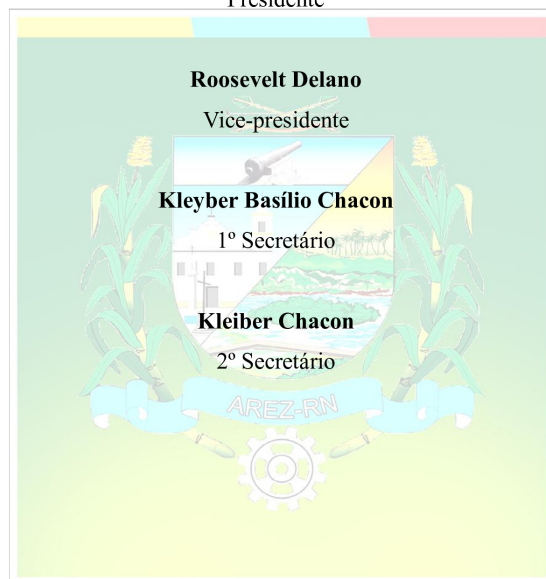 Presidente
Roosevelt Delano
Vice-presidente
Kleyber Basílio Chacon
1º Secretário
Kleiber Chacon
2º Secretário
AREZ-RN